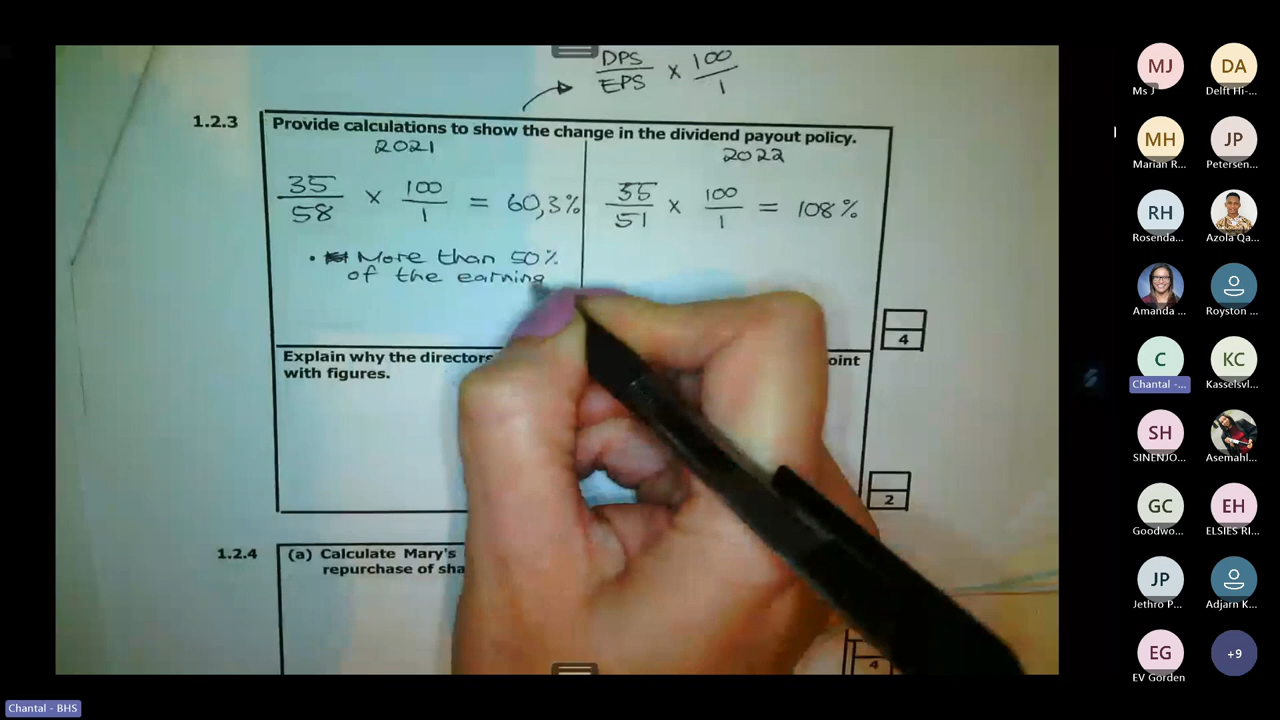 DPS
EPS × 100
1
1.2.3 Provide calculations to show the change in the dividend payout policy.
2021
35
58 × 100
1 = 60,3%
2022
55
51 × 100
1 = 108%
• More than 50%
of the earning
4
Explain why the directors
oint
with figures.
2
1.2.4 (a) Calculate Mary's
repurchase of sha
4
MJ
Ms J
DA
Delft Hi-...
MH
Marian R...
JP
Petersen...
RH
Rosenda...
Azola Qa...
Amanda ...
Royston ...
C
Chantal -...
KC
Kasselsvl...
SH
SINENJO...
Asemahl...
GC
Goodwo...
EH
ELSIES RI...
JP
Jethro P...
Adjarn K...
EG
EV Gorden
+9
Chantal - BHS